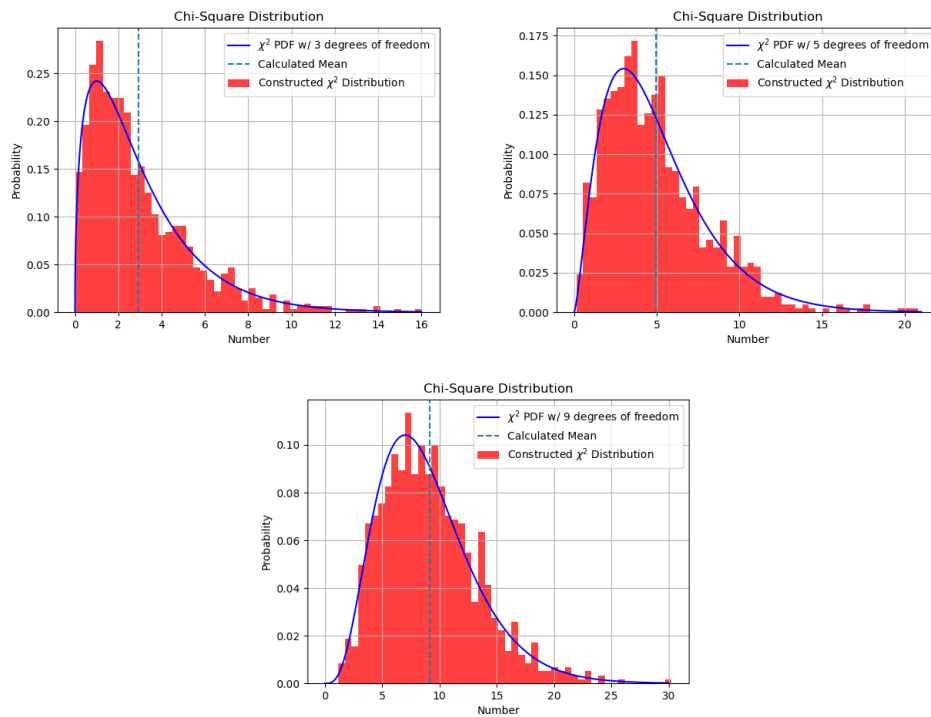 Chi-Square Distribution
χ² PDF w/ 3 degrees of freedom
Calculated Mean
Constructed χ² Distribution
Probability
0.25
0.20
0.15
0.10
0.05
0.00
0 2 4 6 8 10 12 14 16
Number
Chi-Square Distribution
χ² PDF w/ 5 degrees of freedom
Calculated Mean
Constructed χ² Distribution
Probability
0.175
0.150
0.125
0.100
0.075
0.050
0.025
0.000
0 5 10 15 20
Number
Chi-Square Distribution
χ² PDF w/ 9 degrees of freedom
Calculated Mean
Constructed χ² Distribution
Probability
0.10
0.08
0.06
0.04
0.02
0.00
0 5 10 15 20 25 30
Number